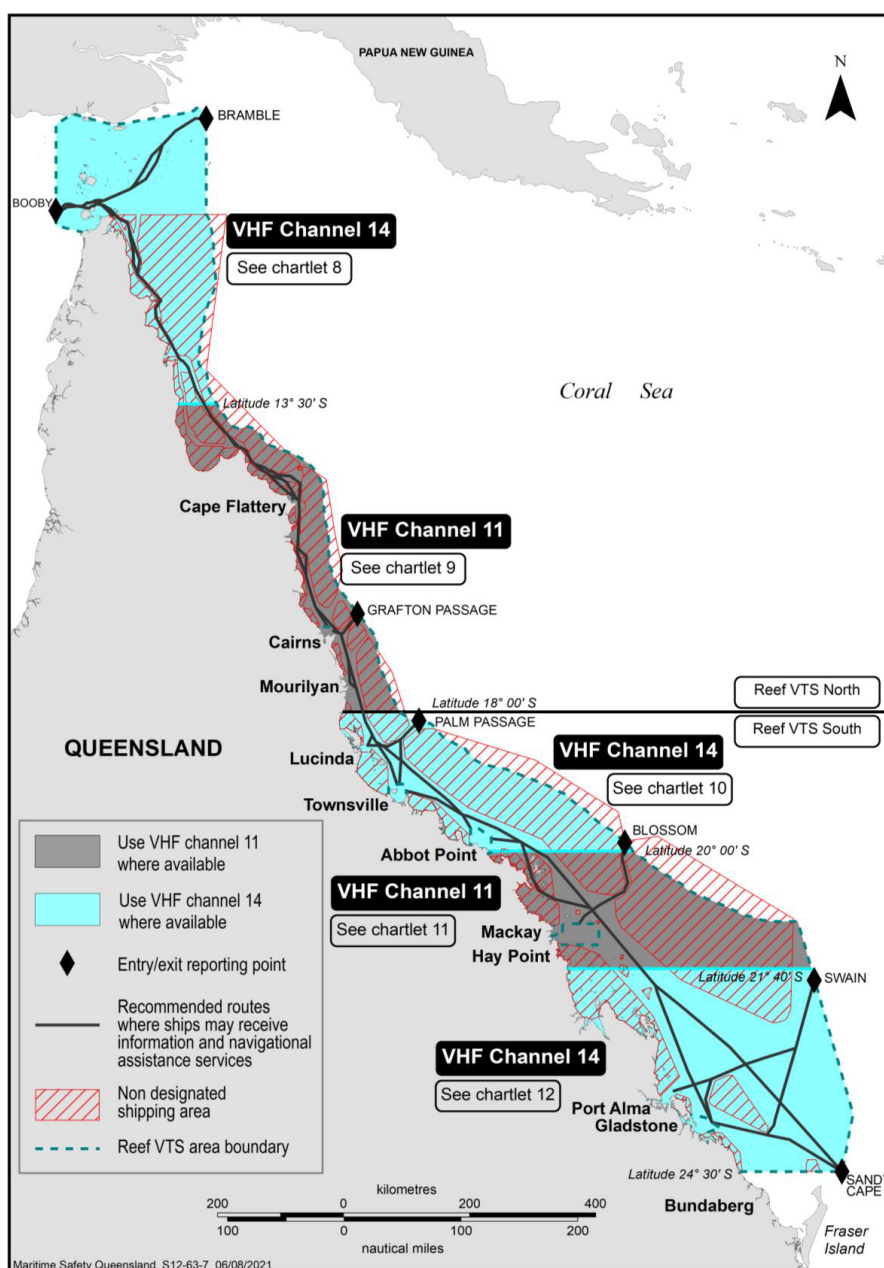 PAPUA NEW GUINEA
N
BRAMBLE
BOOBY
VHF Channel 14
See chartlet 8
Coral Sea
Latitude 13° 30' S
Cape Flattery
VHF Channel 11
See chartlet 9
GRAFTON PASSAGE
Cairns
Mourilyan
Latitude 18° 00' S
Reef VTS North
PALM PASSAGE
Reef VTS South
QUEENSLAND
Lucinda
VHF Channel 14
See chartlet 10
Townsville
BLOSSOM
Latitude 20° 00' S
Abbot Point
VHF Channel 11
See chartlet 11
Mackay
Hay Point
Latitude 21° 40' S
SWAIN
VHF Channel 14
See chartlet 12
Port Alma
Gladstone
Latitude 24° 30' S
SANDY
CAPE
Bundaberg
Fraser
Island
Use VHF channel 11
where available
Use VHF channel 14
where available
Entry/exit reporting point
Recommended routes
where ships may receive
information and navigational
assistance services
Non designated
shipping area
Reef VTS area boundary
kilometres
200 0 200 400
100 0 100 200
nautical miles
Maritime Safety Queensland S12-63-7 06/08/2021